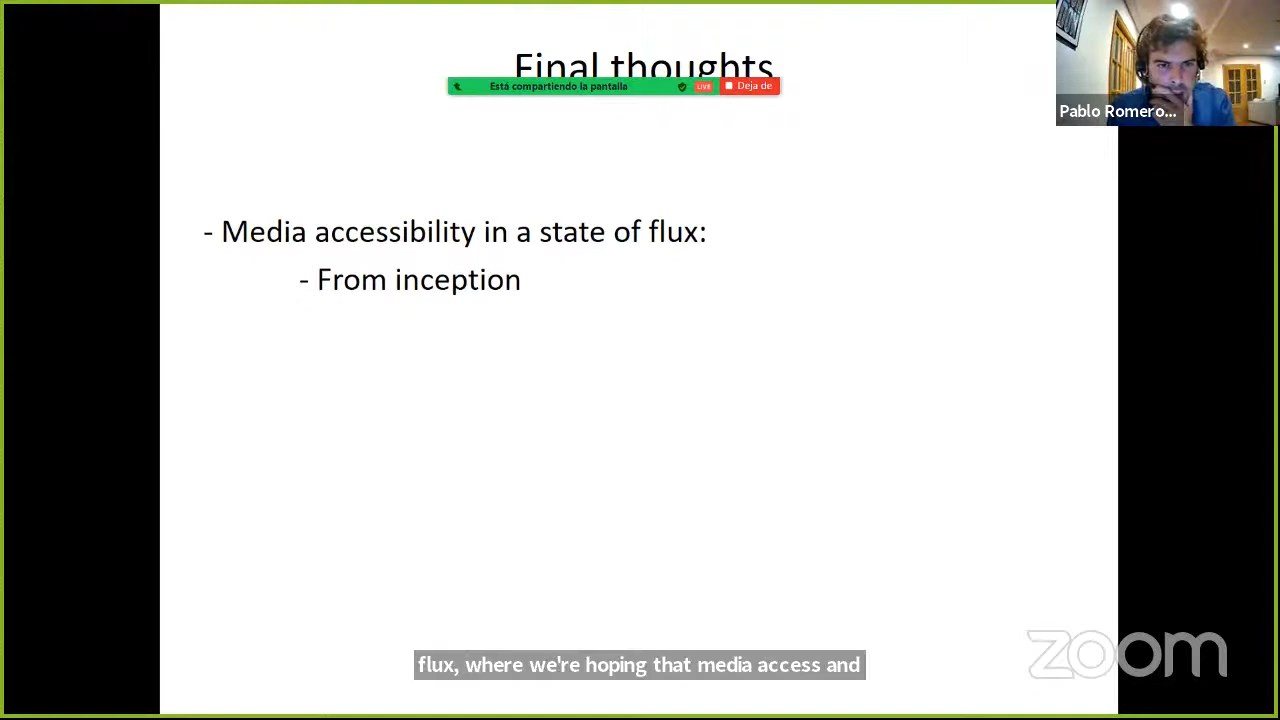 Final thoughts
Está compartiendo la pantalla
LIVE
Deja de
Pablo Romero...
- Media accessibility in a state of flux:
- From inception
flux, where we're hoping that media access and
zoom